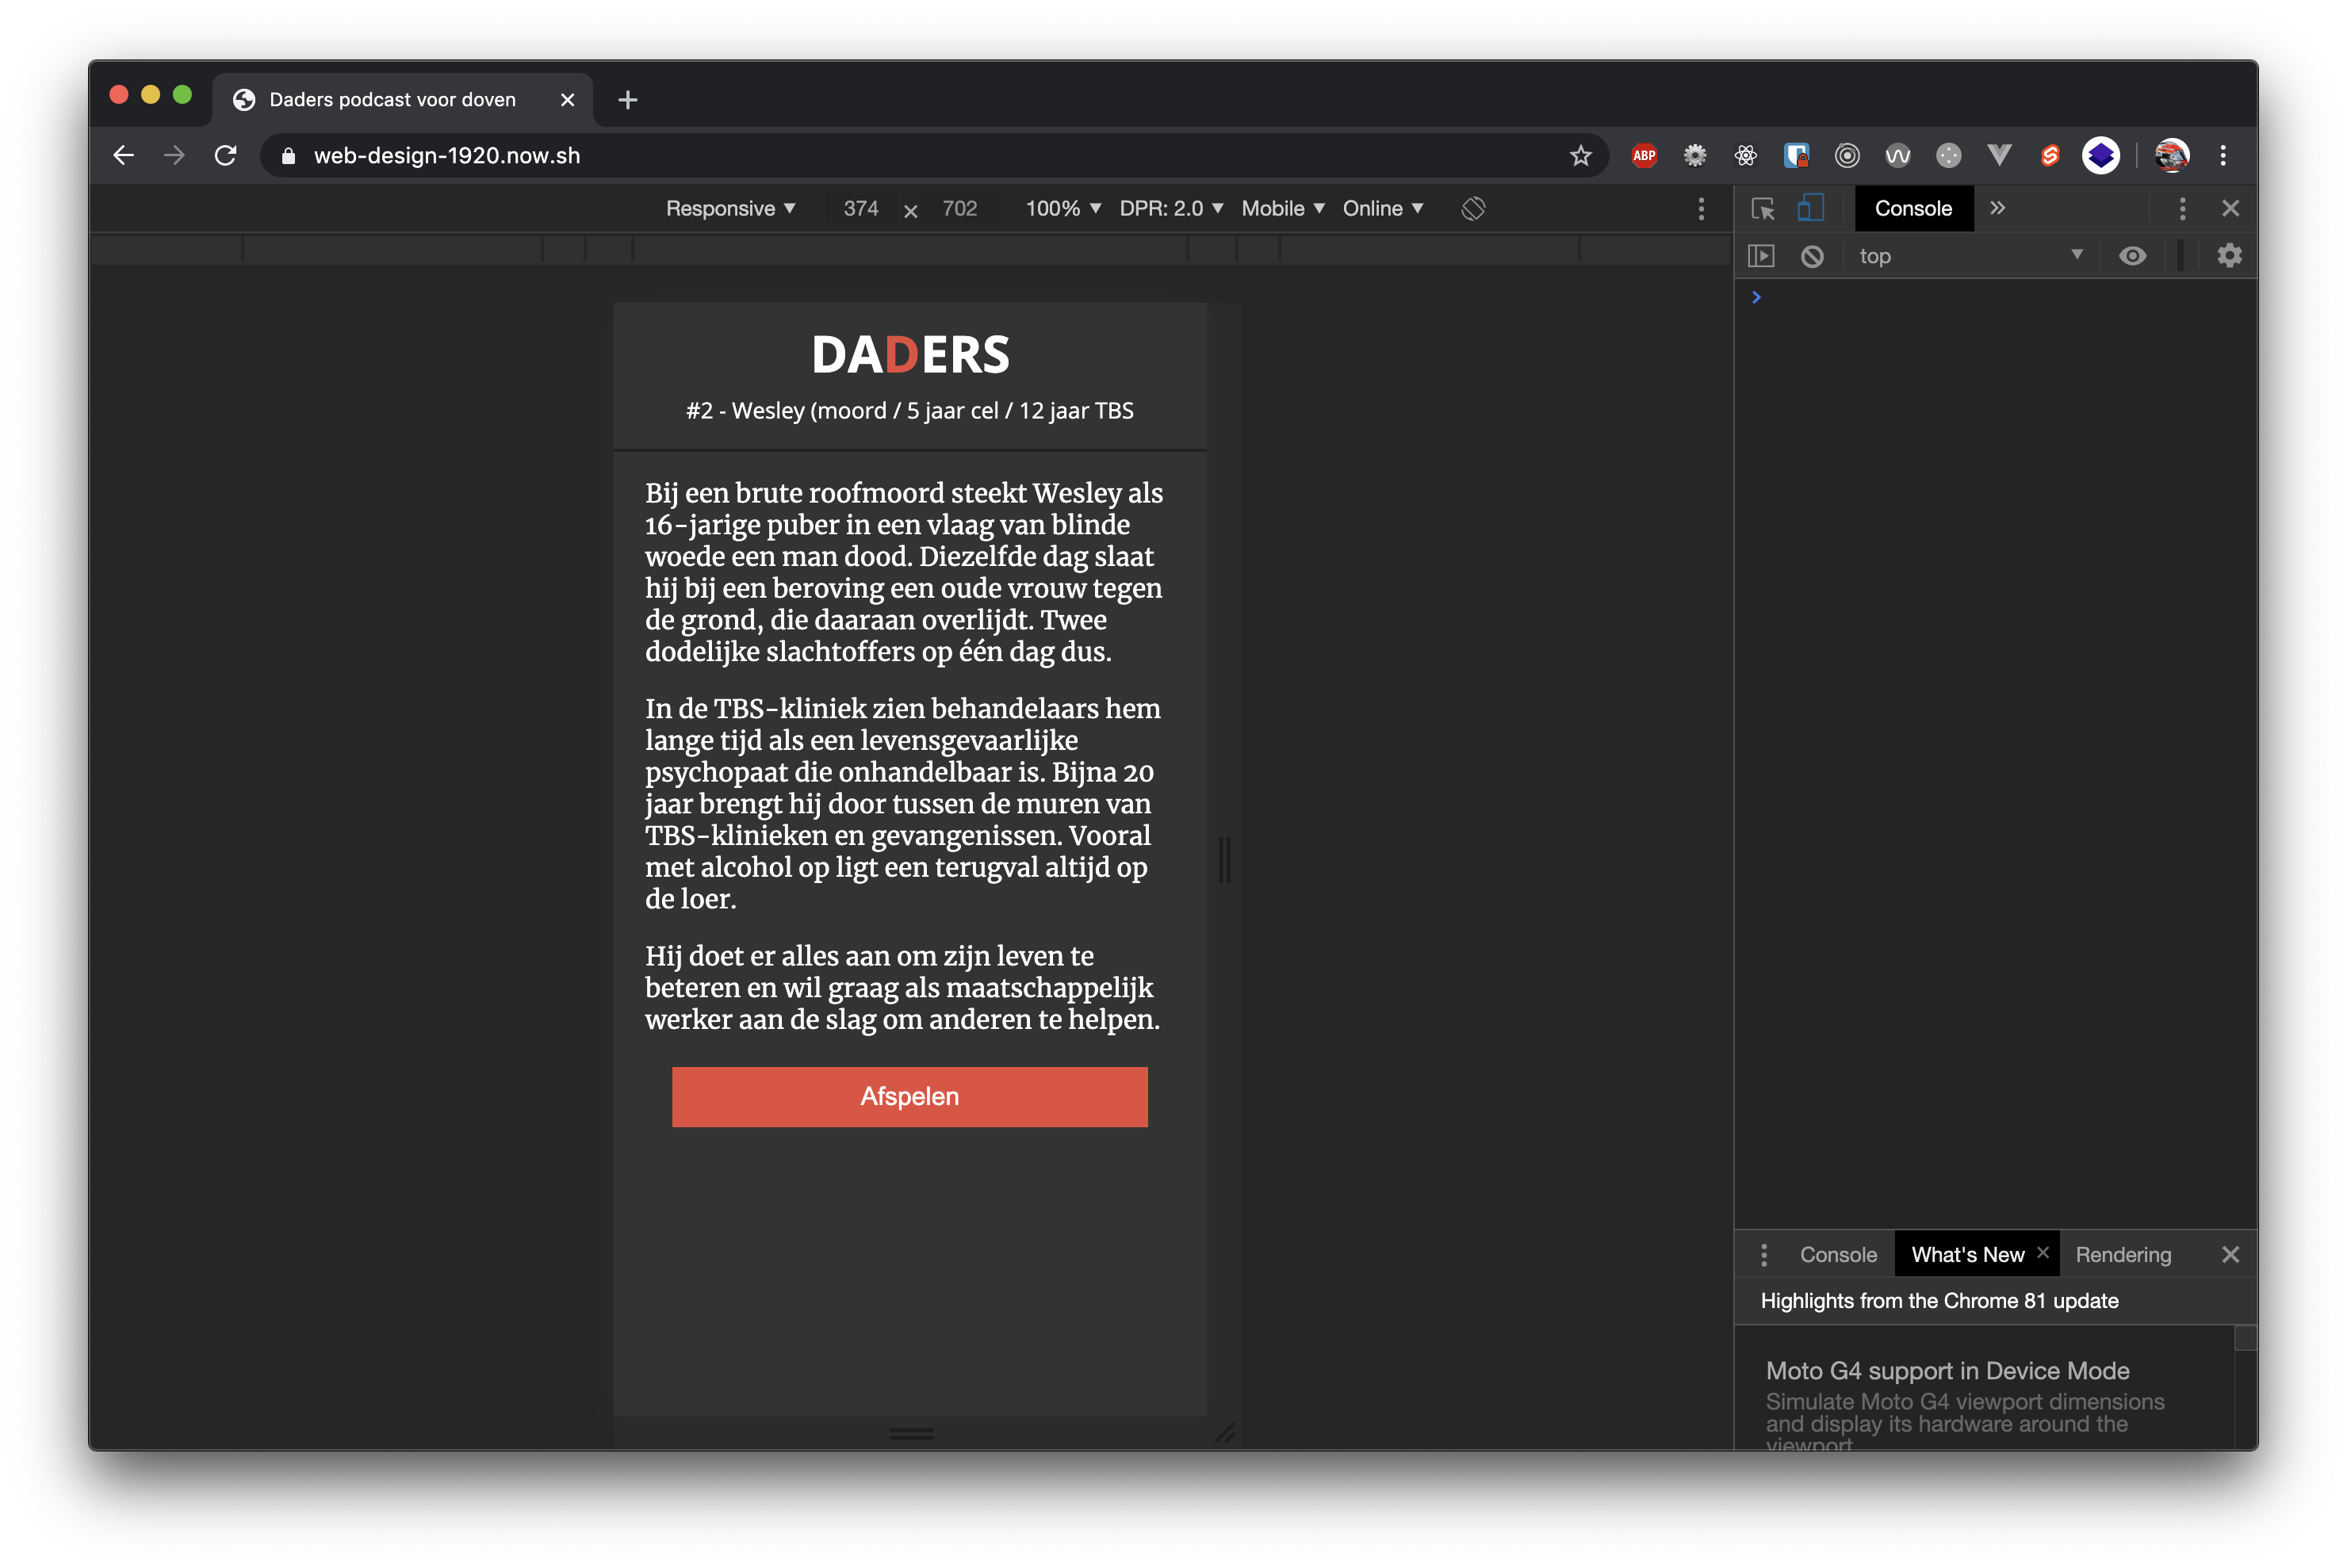 Daders podcast voor doven
web-design-1920.now.sh
ABP
Responsive 374 × 702 100% DPR: 2.0 Mobile Online
Console
top
DADERS
#2 - Wesley (moord / 5 jaar cel / 12 jaar TBS
Bij een brute roofmoord steekt Wesley als
16-jarige puber in een vlaag van blinde
woede een man dood. Diezelfde dag slaat
hij bij een beroving een oude vrouw tegen
de grond, die daaraan overlijdt. Twee
dodelijke slachtoffers op één dag dus.
In de TBS-kliniek zien behandelaars hem
lange tijd als een levensgevaarlijke
psychopaat die onhandelbaar is. Bijna 20
jaar brengt hij door tussen de muren van
TBS-klinieken en gevangenissen. Vooral
met alcohol op ligt een terugval altijd op
de loer.
Hij doet er alles aan om zijn leven te
beteren en wil graag als maatschappelijk
werker aan de slag om anderen te helpen.
Afspelen
Console What's New Rendering
Highlights from the Chrome 81 update
Moto G4 support in Device Mode
Simulate Moto G4 viewport dimensions
and display its hardware around the
viewport